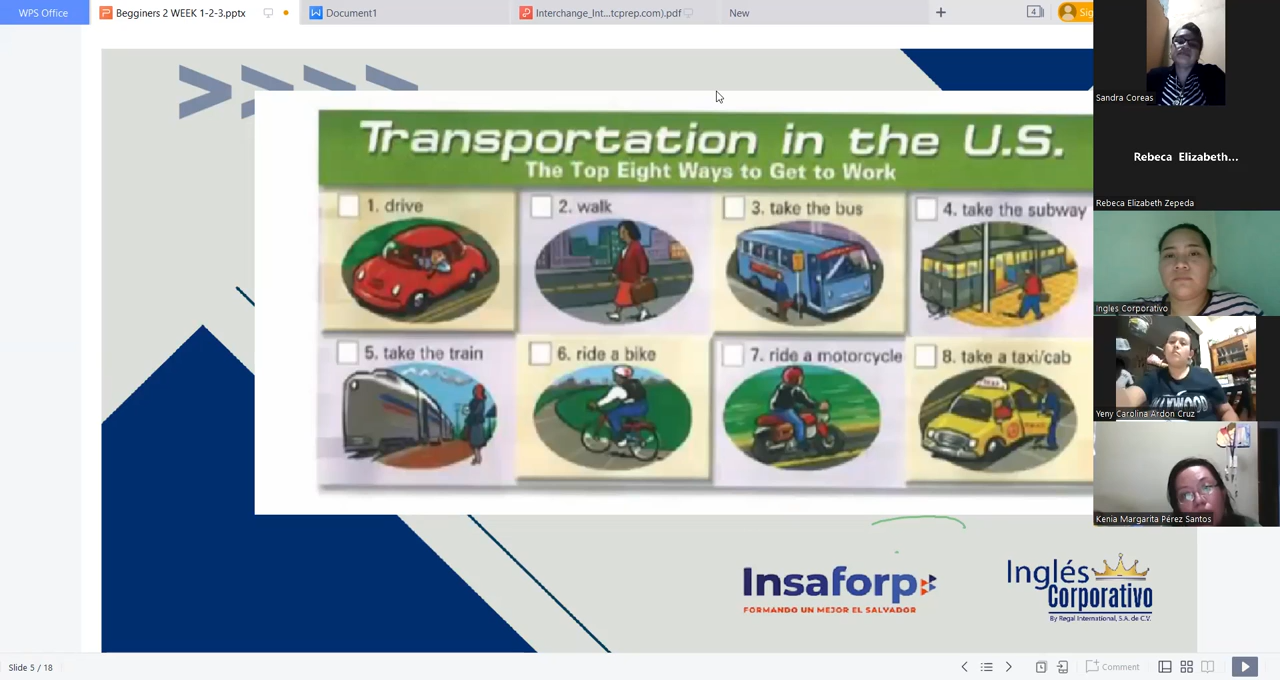 WPS Office
Begginers 2 WEEK 1-2-3.pptx
Document1
Interchange_Int...tcprep.com).pdf
New
4
Sig
Transportation in the U.S.
The Top Eight Ways to Get to Work
1. drive
2. walk
3. take the bus
4. take the subway
5. take the train
6. ride a bike
7. ride a motorcycle
8. take a taxi/cab
TAXI
Insaforp
FORMANDO UN MEJOR EL SALVADOR
Inglés
Corporativo
By Regal International, S.A. de C.V.
Sandra Coreas
Rebeca Elizabeth...
Rebeca Elizabeth Zepeda
Ingles Corporativo
Yeny Carolina Ardon Cruz
Kenia Margarita Pérez Santos
Slide 5 / 18
Comment